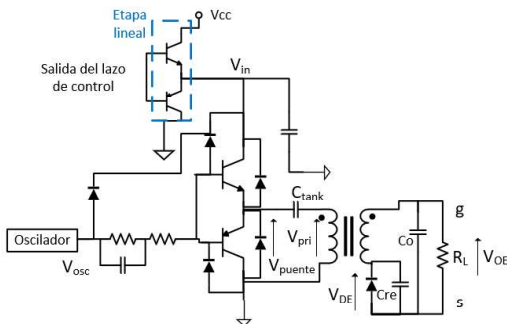 Etapa
lineal
Vcc
Salida del lazo
de control
Vin
Ctank
Oscilador
Vosc
Vpri
Vpuente
g
Co
RL
VOE
VDE
Cre
s